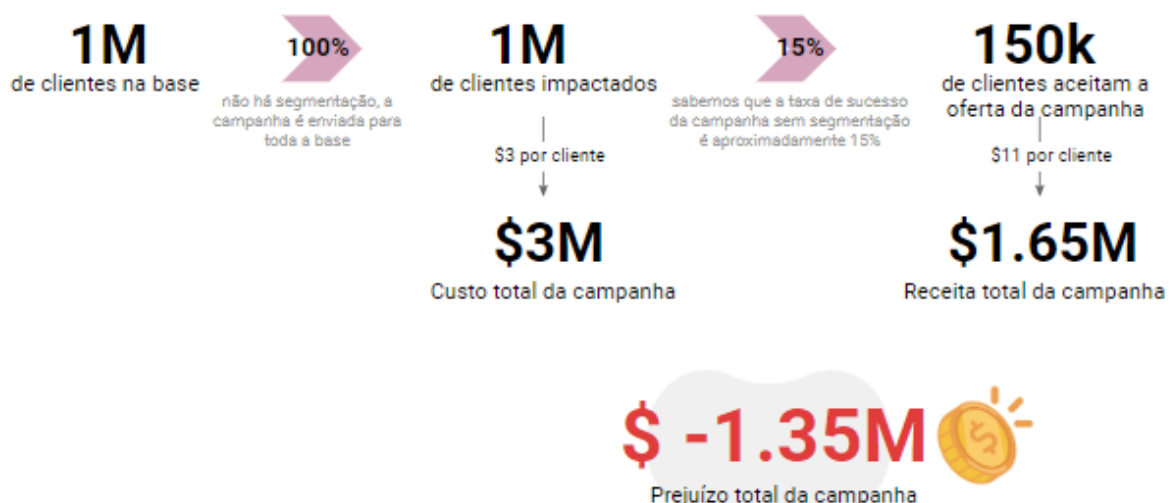 1M
de clientes na base
100%
não há segmentação, a
campanha é enviada para
toda a base
1M
de clientes impactados
$3 por cliente
$3M
Custo total da campanha
15%
sabemos que a taxa de sucesso
da campanha sem segmentação
é aproximadamente 15%
150k
de clientes aceitam a
oferta da campanha
$11 por cliente
$1.65M
Receita total da campanha
$ -1.35M
$
Prejuízo total da campanha